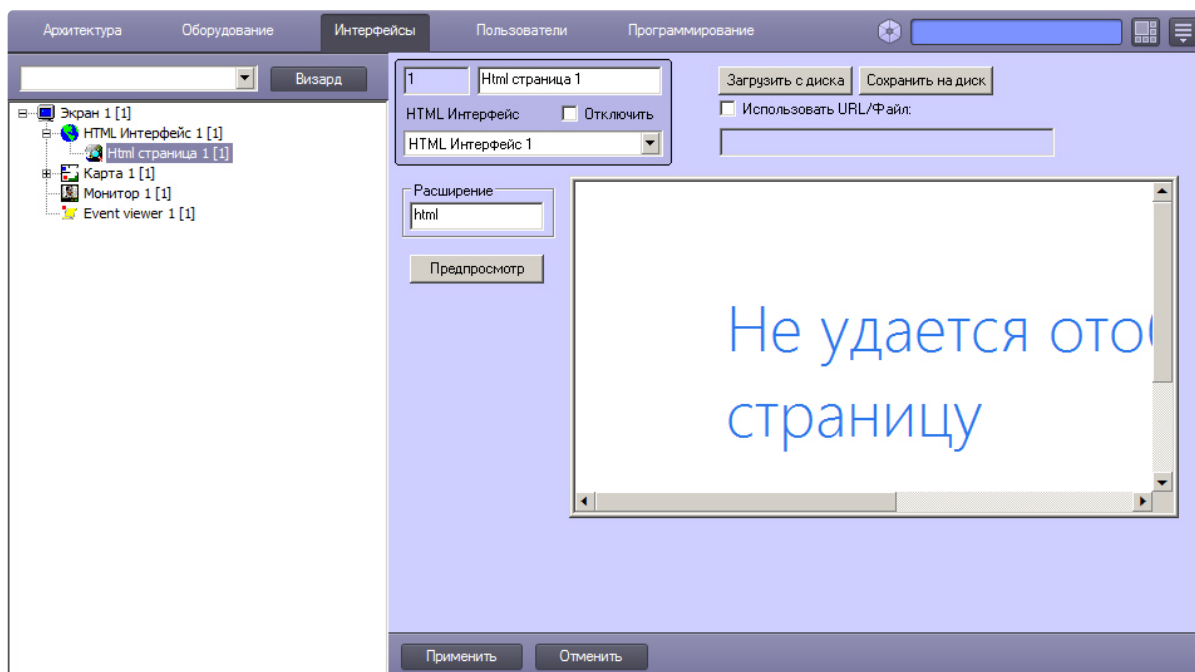 Архитектура Оборудование Интерфейсы Пользователи Программирование
Визард
Экран 1 [1]
HTML Интерфейс 1 [1]
Html страница 1 [1]
Карта 1 [1]
Монитор 1 [1]
Event viewer 1 [1]
1 Html страница 1
HTML Интерфейс Отключить
HTML Интерфейс 1
Загрузить с диска Сохранить на диск
Использовать URL/Файл:
Расширение
html
Предпросмотр
Не удается ото
страницу
Применить Отменить